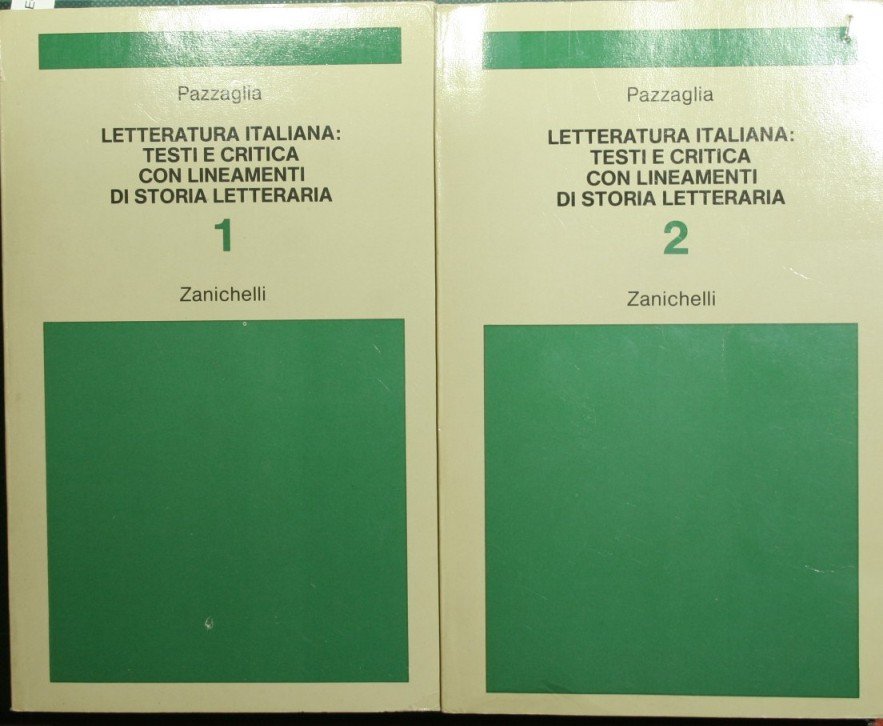 Pazzaglia
LETTERATURA ITALIANA:
TESTI E CRITICA
CON LINEAMENTI
DI STORIA LETTERARIA
1
Zanichelli
Pazzaglia
LETTERATURA ITALIANA:
TESTI E CRITICA
CON LINEAMENTI
DI STORIA LETTERARIA
2
Zanichelli